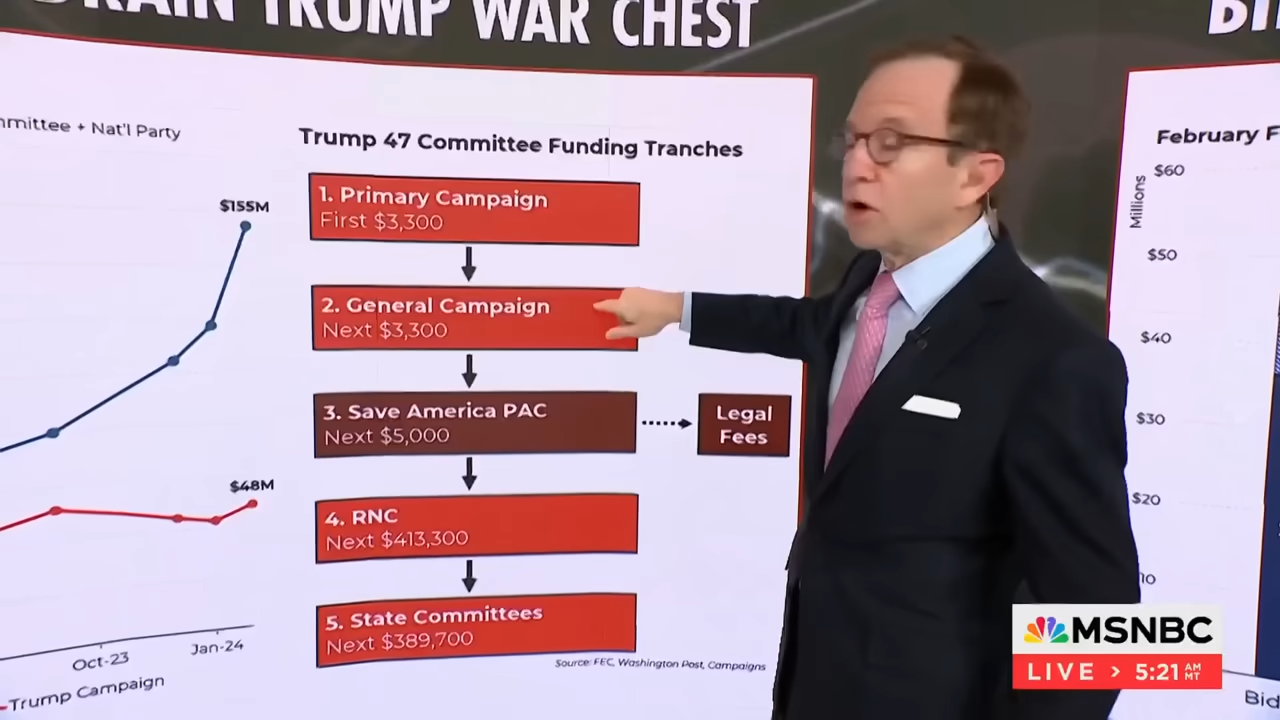 TRUMP WAR CHEST
+ Nat'l Party
$155M
$48M
Oct-23
Jan-24
Trump Campaign
Trump 47 Committee Funding Tranches
1. Primary Campaign
First $3,300
2. General Campaign
Next $3,300
3. Save America PAC
Next $5,000
Legal
Fees
4. RNC
Next $413,300
5. State Committees
Next $389,700
Source: FEC, Washington Post, Campaigns
February
Millions
$60
$50
$40
$30
$20
MSNBC
LIVE > 5:21 AM MT